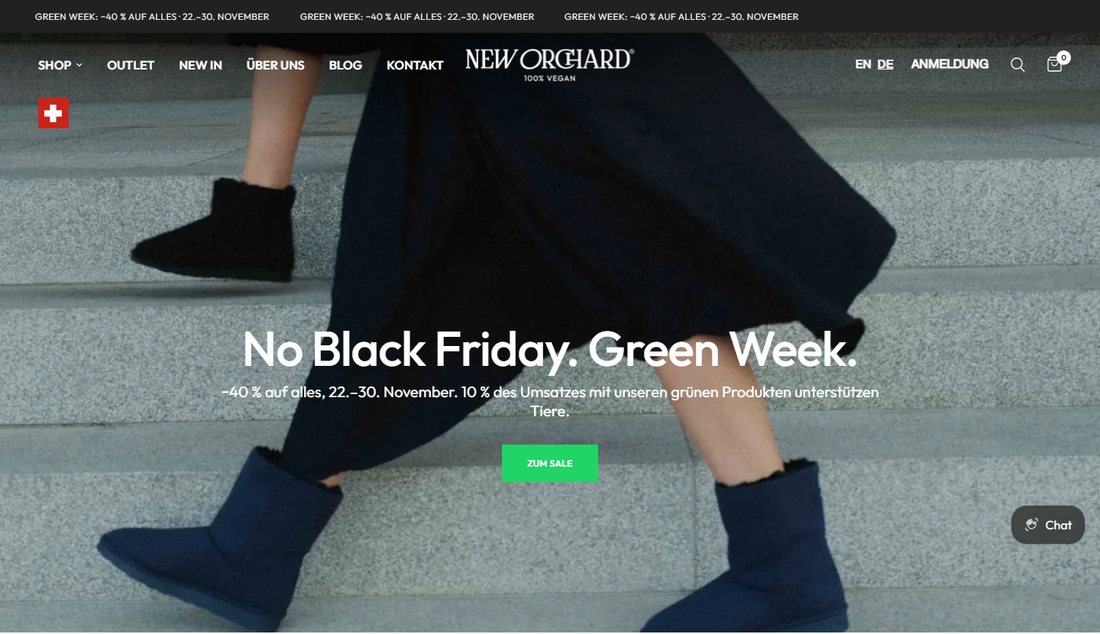 GREEN WEEK: −40 % AUF ALLES · 22.–30. NOVEMBER GREEN WEEK: −40 % AUF ALLES · 22.–30. NOVEMBER GREEN WEEK: −40 % AUF ALLES · 22.–30. NOVEMBER
SHOP OUTLET NEW IN ÜBER UNS BLOG KONTAKT
NEW ORCHARD®
100% VEGAN
EN DE ANMELDUNG 0
No Black Friday. Green Week.
−40 % auf alles, 22.–30. November. 10 % des Umsatzes mit unseren grünen Produkten unterstützen
Tiere.
ZUM SALE
Chat